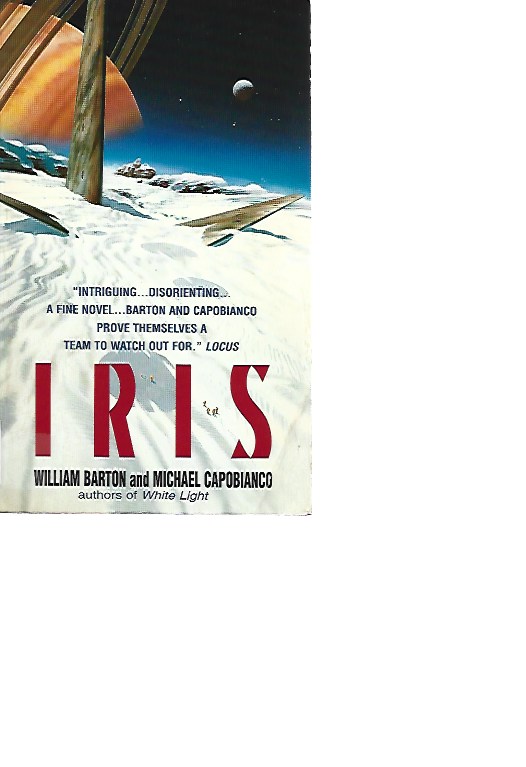 "INTRIGUING...DISORIENTING...
A FINE NOVEL...BARTON AND CAPOBIANCO
PROVE THEMSELVES A
TEAM TO WATCH OUT FOR." LOCUS
IRIS
WILLIAM BARTON and MICHAEL CAPOBIANCO
authors of White Light